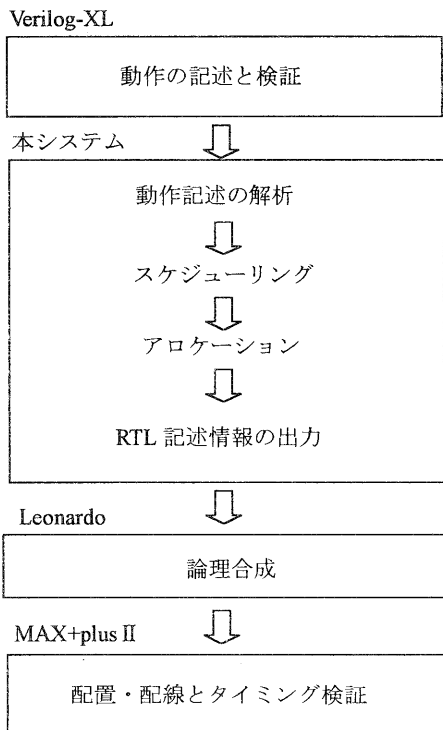 Verilog-XL
動作の記述と検証
本システム
動作記述の解析
スケジューリング
アロケーション
RTL 記述情報の出力
Leonardo
論理合成
MAX+plus II
配置・配線とタイミング検証